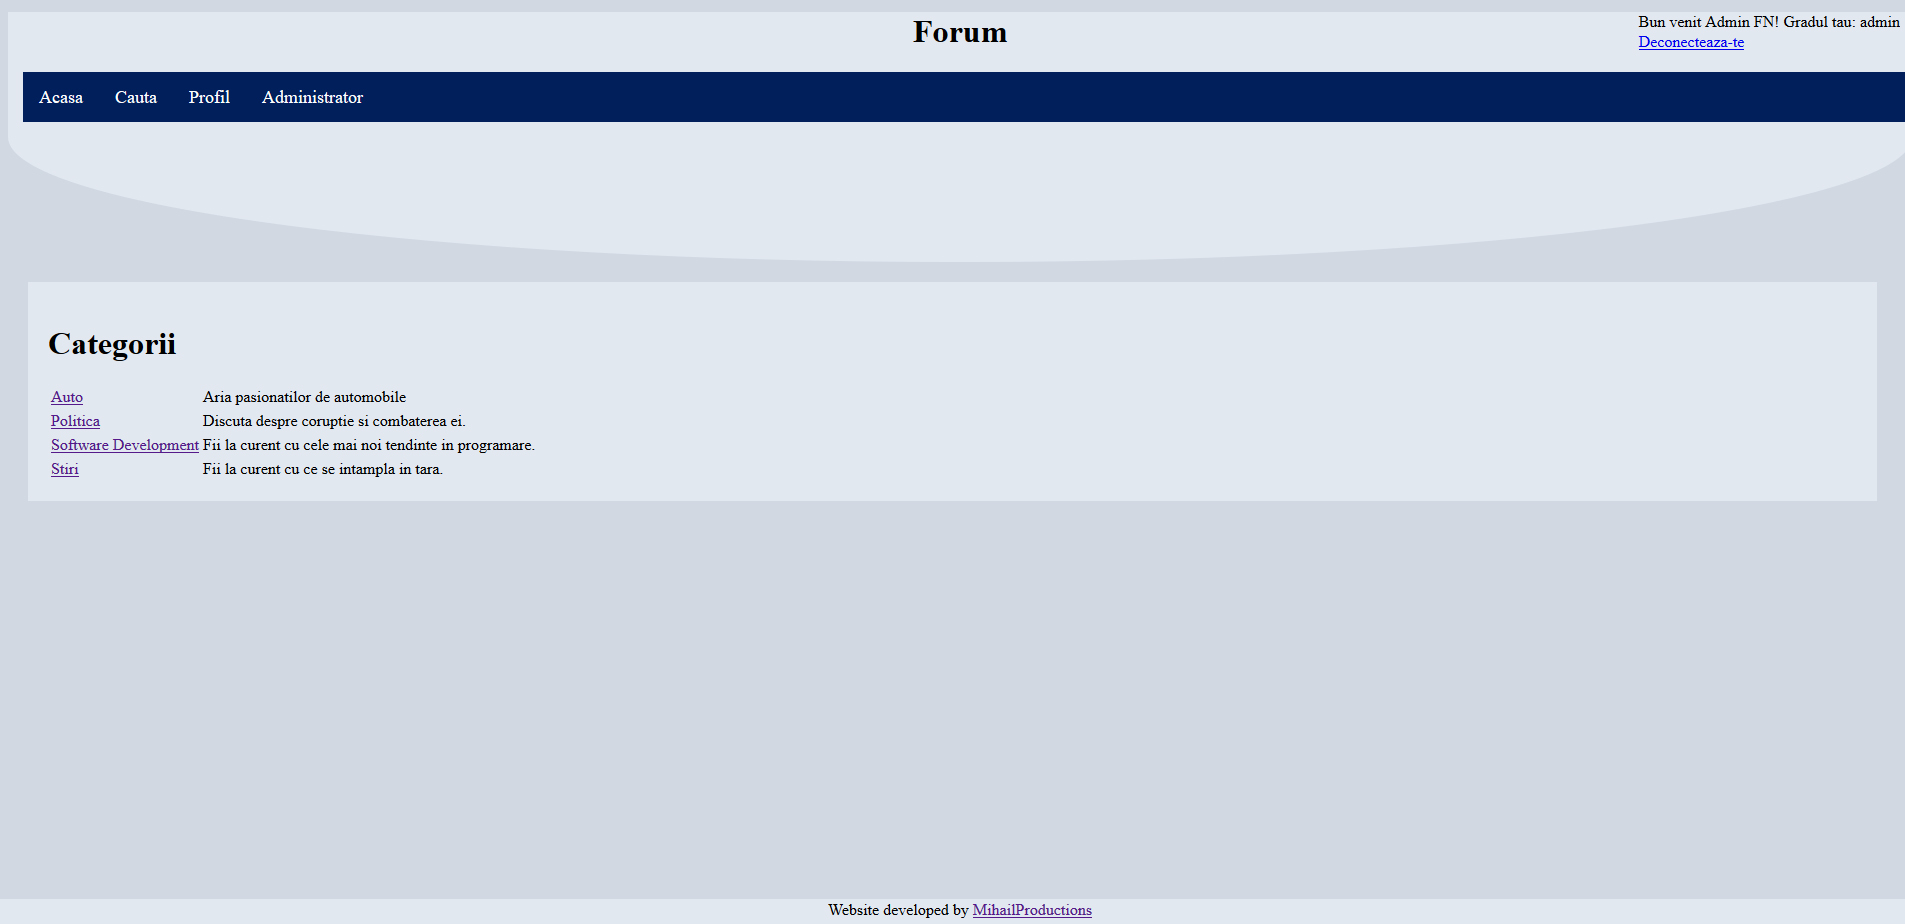 Forum
Bun venit Admin FN! Gradul tau: admin
Deconecteaza-te
Acasa Cauta Profil Administrator
Categorii
Auto Aria pasionatilor de automobile
Politica Discuta despre coruptie si combaterea ei.
Software Development Fii la curent cu cele mai noi tendinte in programare.
Stiri Fii la curent cu ce se intampla in tara.
Website developed by MihailProductions